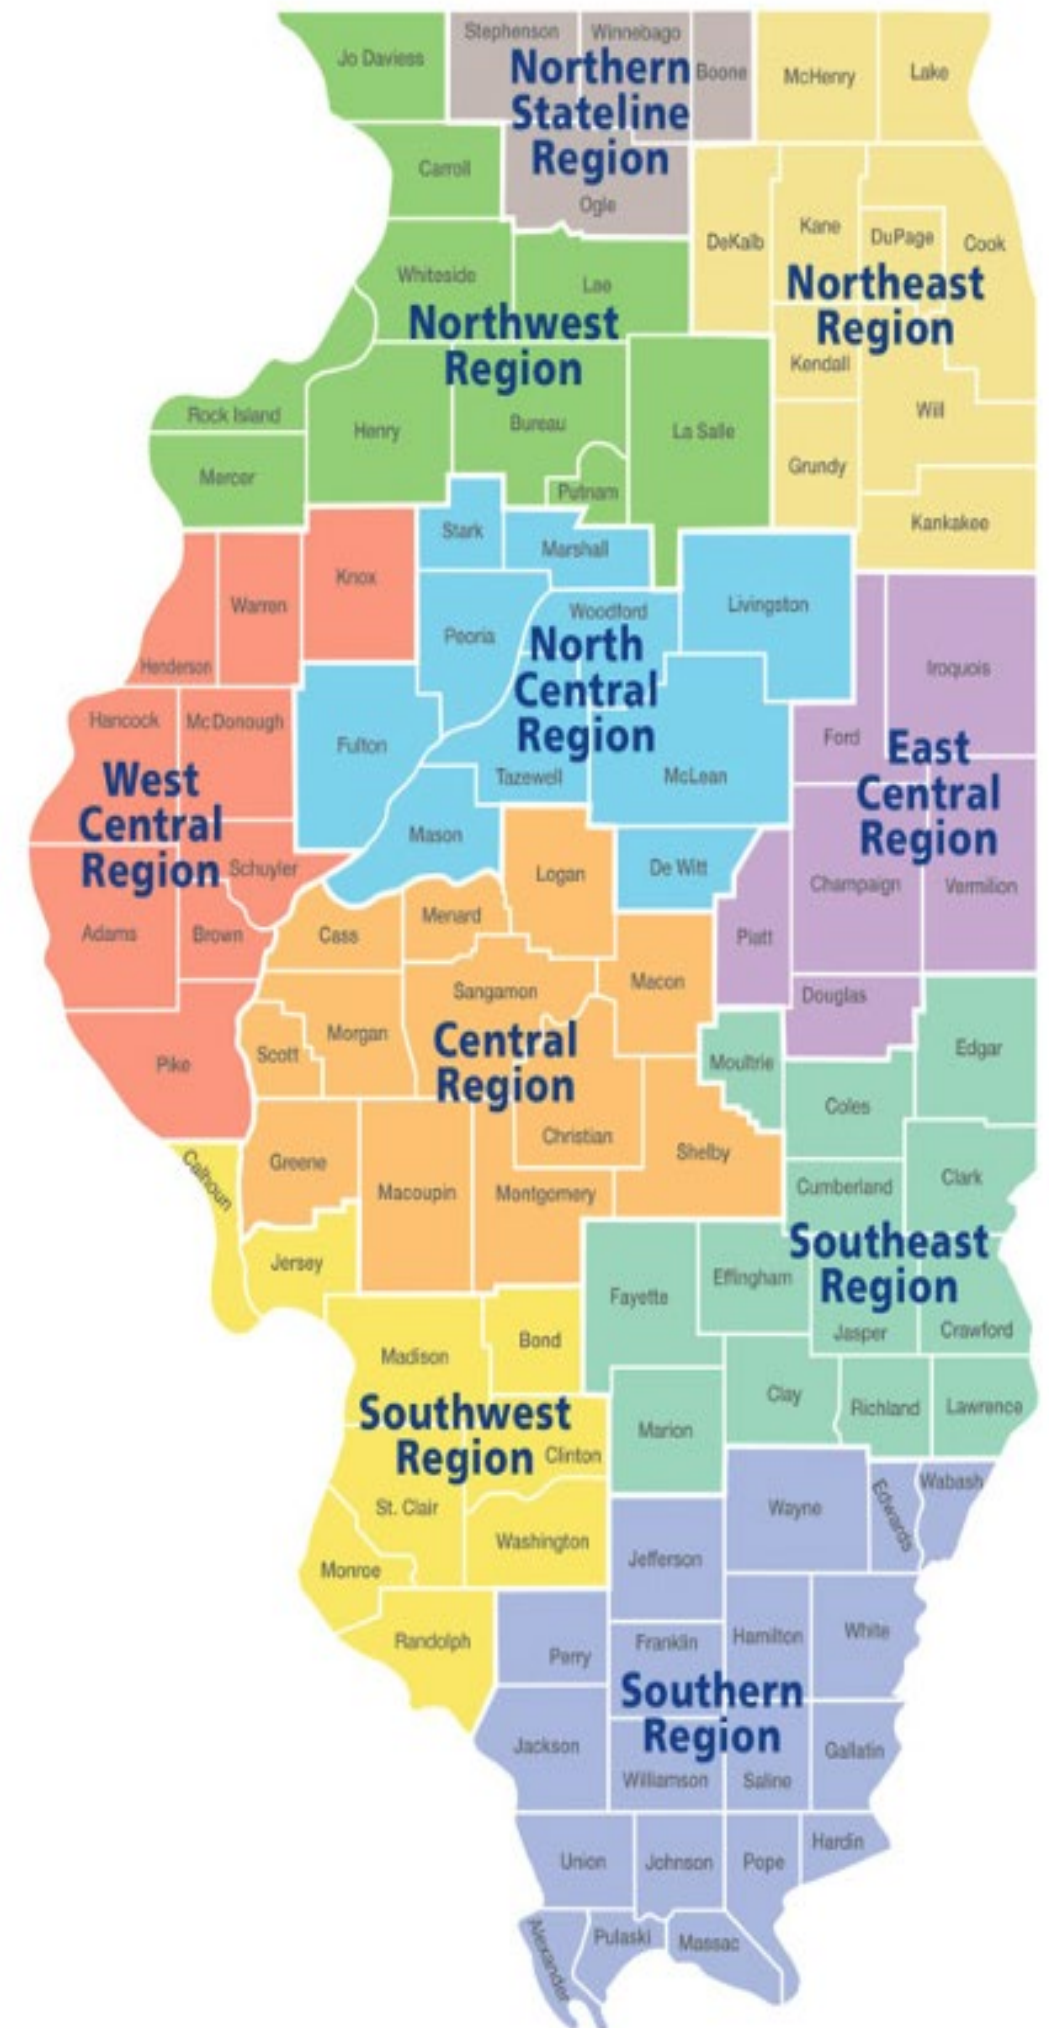 Stephenson
Winnebago
Jo Daviess
Northern
Boone
McHenry
Lake
Stateline
Region
Carroll
Ogle
Kane
DuPage
DeKalb
Cook
Whiteside
Lee
Northeast
Region
Northwest
Region
Kendall
Rock Island
Henry
Bureau
La Salle
Will
Mercer
Putnam
Grundy
Kankakee
Stark
Marshall
Knox
Warren
Peoria
Woodford
Livingston
Henderson
North
Central
Region
Iroquois
Hancock
McDonough
Fulton
Ford
Tazewell
McLean
East
Central
Region
West
Central
Region
Mason
Schuyler
Logan
De Witt
Champaign
Vermilion
Adams
Brown
Cass
Menard
Piatt
Sangamon
Macon
Douglas
Pike
Scott
Morgan
Central
Region
Moultrie
Edgar
Coles
Calhoun
Greene
Christian
Shelby
Macoupin
Montgomery
Cumberland
Clark
Jersey
Southeast
Region
Fayette
Effingham
Jasper
Crawford
Madison
Bond
Clay
Richland
Lawrence
Southwest
Region
Marion
Clinton
St. Clair
Washington
Wayne
Edwards
Wabash
Monroe
Jefferson
Randolph
Perry
Franklin
Hamilton
White
Southern
Region
Jackson
Williamson
Saline
Gallatin
Union
Johnson
Pope
Hardin
Alexander
Pulaski
Massac